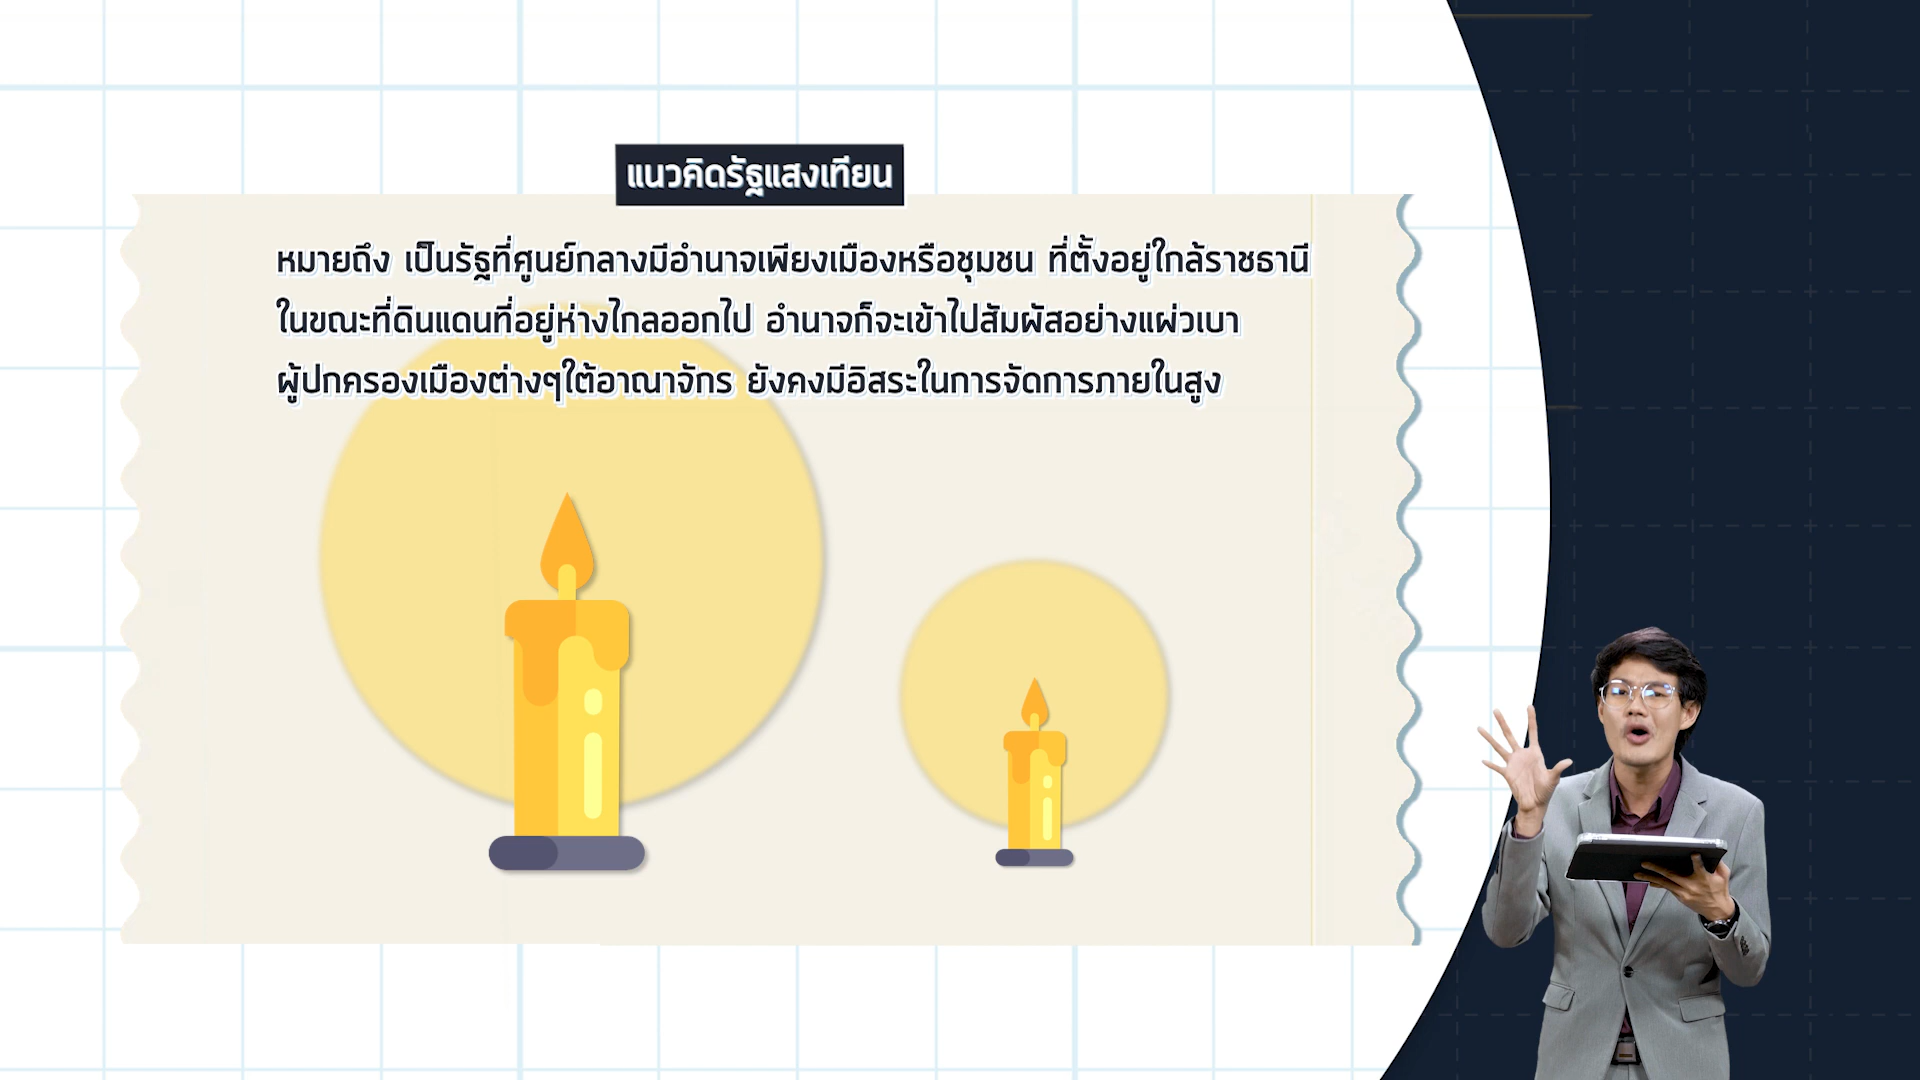 แนวคิดรัฐแสงเทียน
หมายถึง เป็นรัฐที่ศูนย์กลางมีอำนาจเพียงเมืองหรือชุมชน ที่ตั้งอยู่ใกล้ราชธานี
ในขณะที่ดินแดนที่อยู่ห่างไกลออกไป อำนาจก็จะเข้าไปสัมผัสอย่างแผ่วเบา
ผู้ปกครองเมืองต่างๆใต้อาณาจักร ยังคงมีอิสระในการจัดการภายในสูง